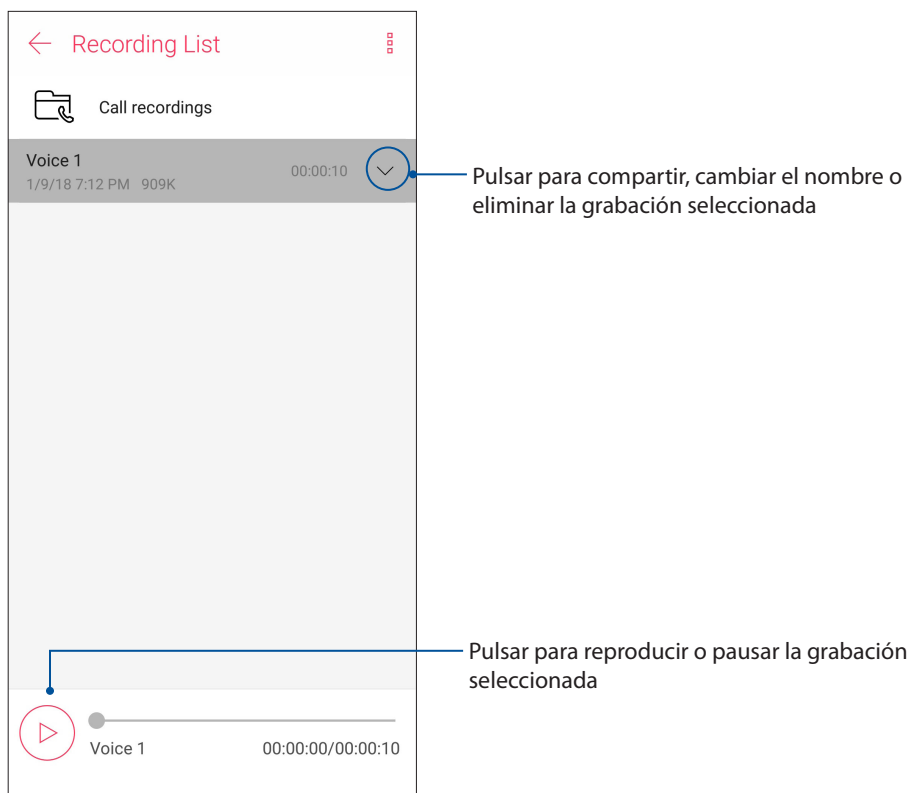 Recording List
Call recordings
Voice 1
00:00:10
1/9/18 7:12 PM 909K
Pulsar para compartir, cambiar el nombre o
eliminar la grabación seleccionada
Pulsar para reproducir o pausar la grabación
seleccionada
Voice 1
00:00:00/00:00:10